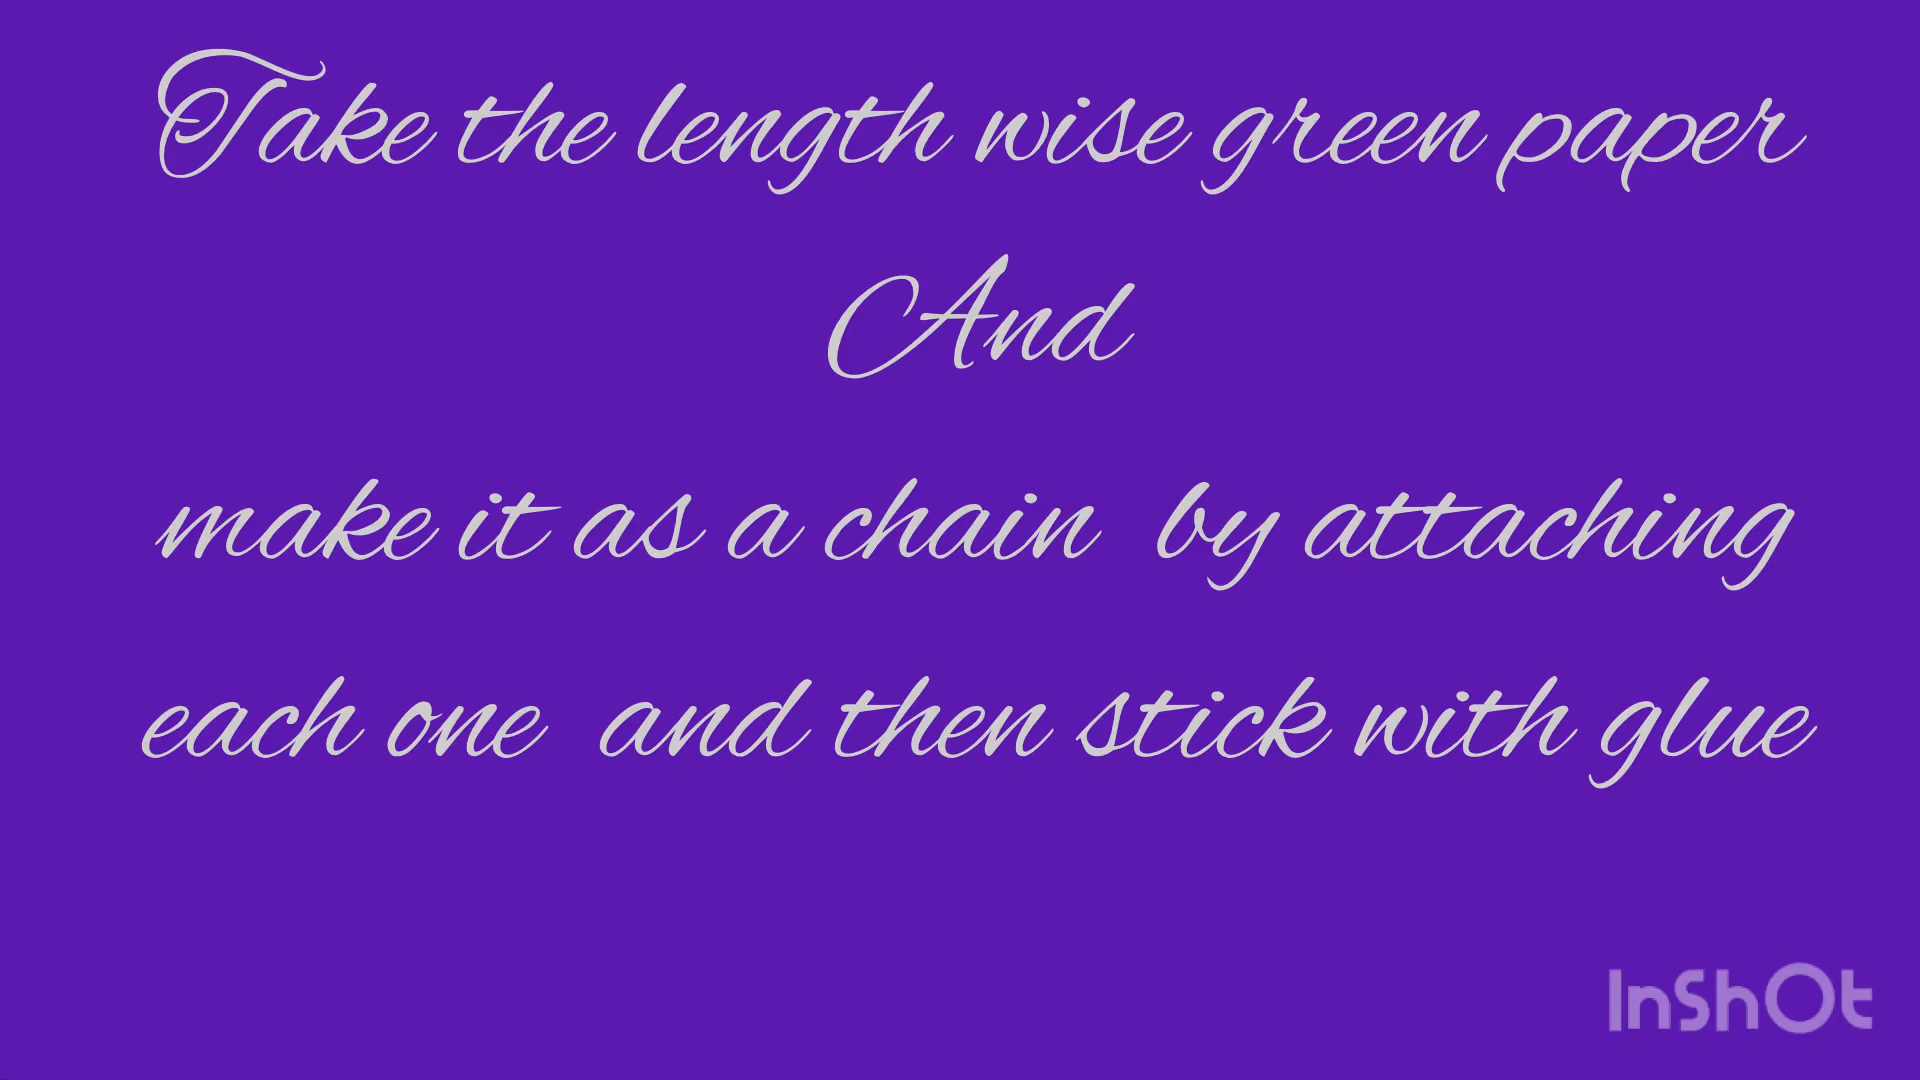 Take the length wise green paper
And
make it as a chain by attaching
each one and then stick with glue
InShOt